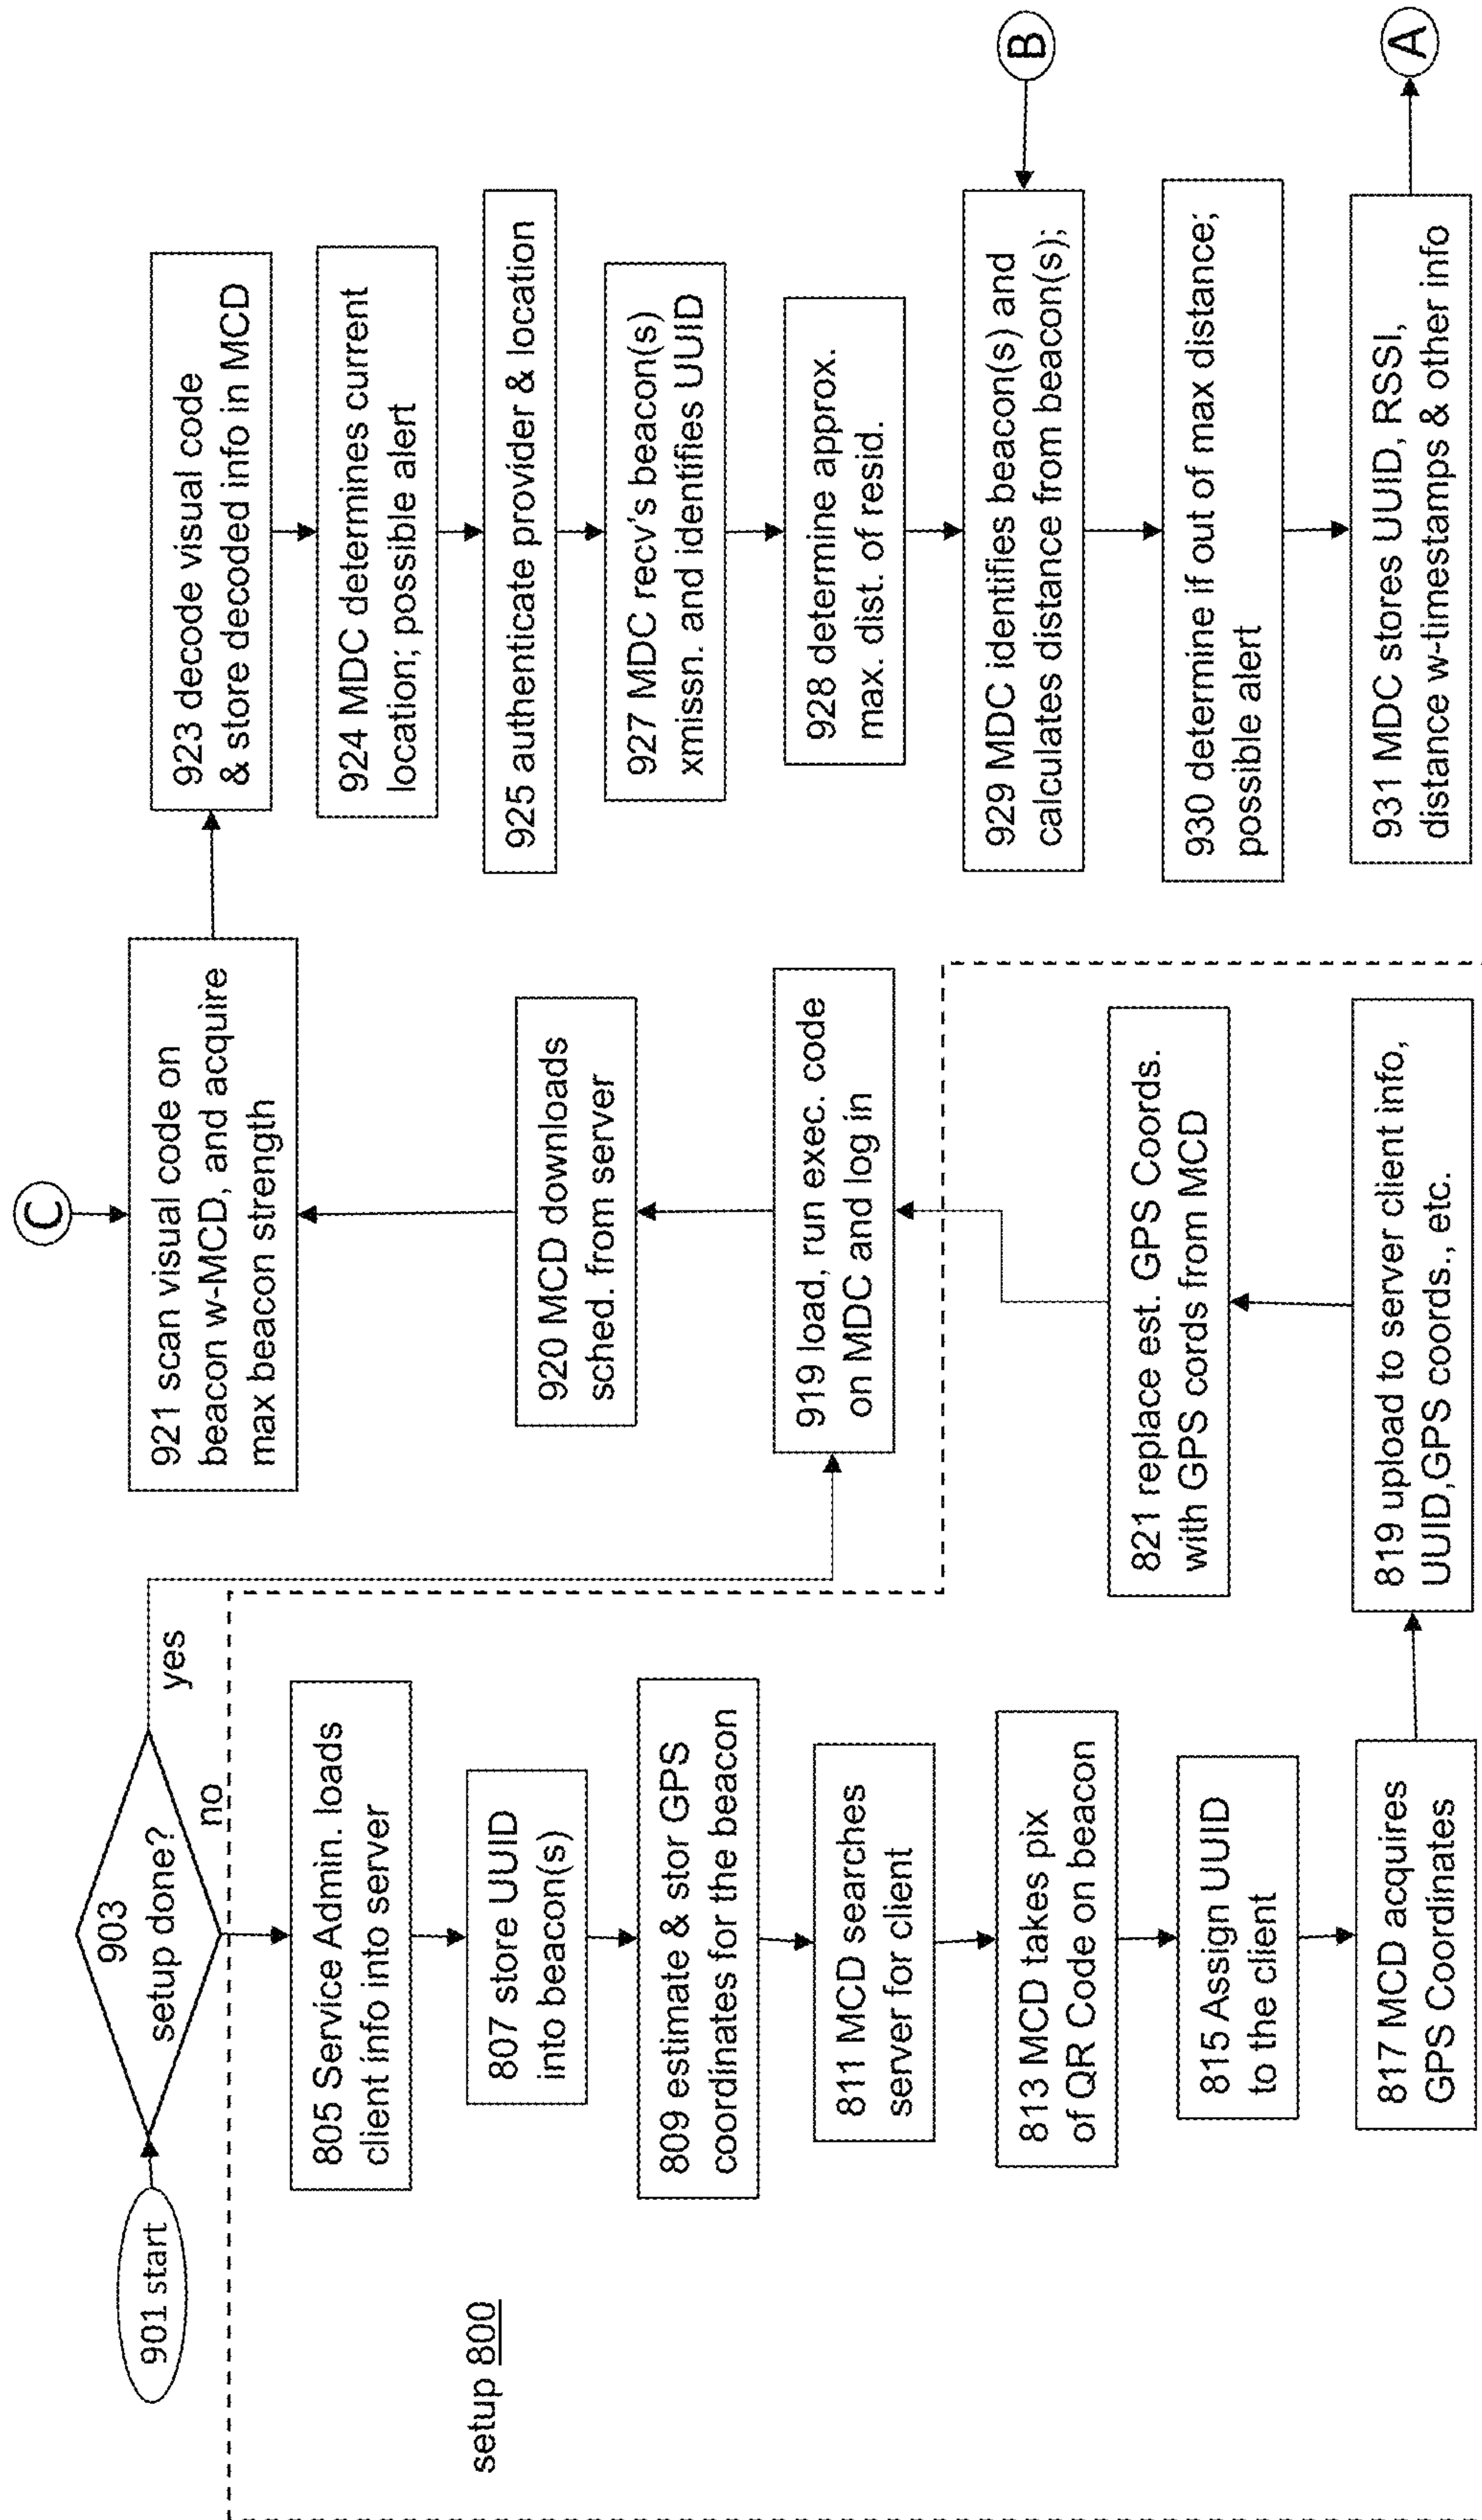 901 start
903
setup done?
yes
no
setup 800
805 Service Admin. loads
client info into server
807 store UUID
into beacon(s)
809 estimate & stor GPS
coordinates for the beacon
811 MCD searches
server for client
813 MCD takes pix
of QR Code on beacon
815 Assign UUID
to the client
817 MCD acquires
GPS Coordinates
819 upload to server client info,
UUID,GPS coords., etc.
821 replace est. GPS Coords.
with GPS cords from MCD
919 load, run exec. code
on MDC and log in
920 MCD downloads
sched. from server
C
921 scan visual code on
beacon w-MCD, and acquire
max beacon strength
923 decode visual code
& store decoded info in MCD
924 MDC determines current
location; possible alert
925 authenticate provider & location
927 MDC recv's beacon(s)
xmissn. and identifies UUID
928 determine approx.
max. dist. of resid.
B
929 MDC identifies beacon(s) and
calculates distance from beacon(s);
930 determine if out of max distance;
possible alert
931 MDC stores UUID, RSSI,
distance w-timestamps & other info
A